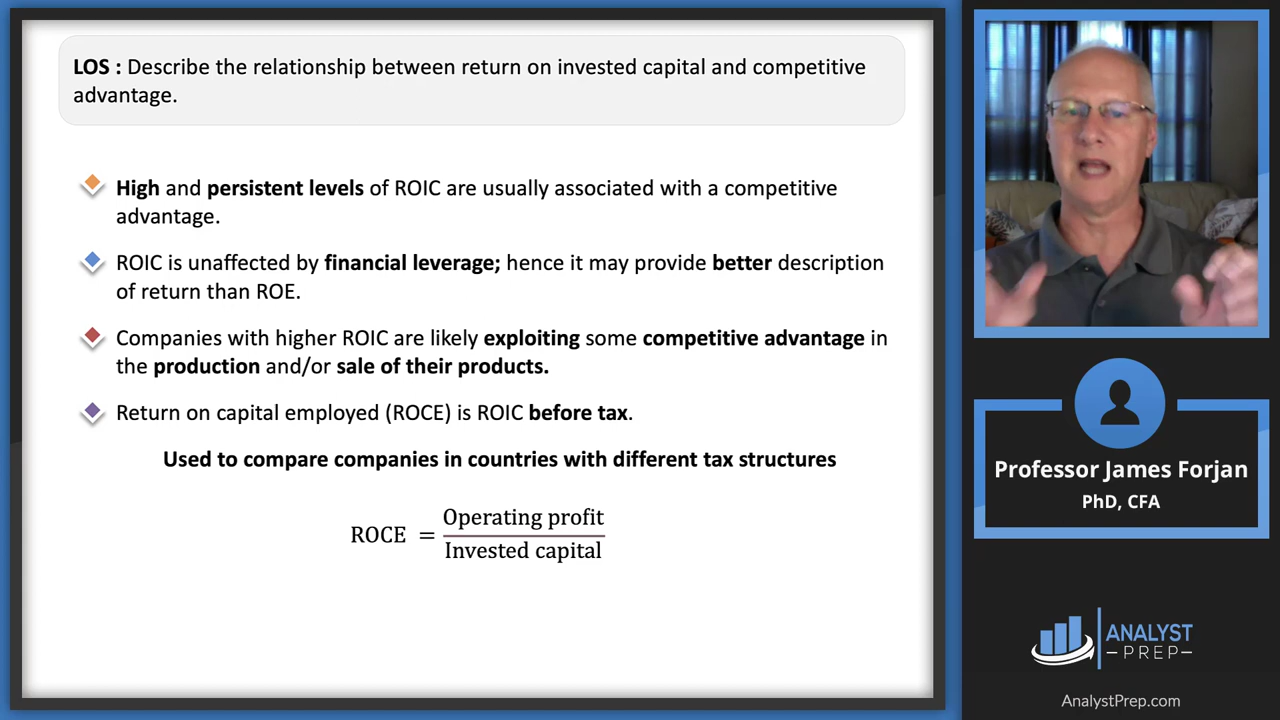 LOS : Describe the relationship between return on invested capital and competitive
advantage.
High and persistent levels of ROIC are usually associated with a competitive
advantage.
ROIC is unaffected by financial leverage; hence it may provide better description
of return than ROE.
Companies with higher ROIC are likely exploiting some competitive advantage in
the production and/or sale of their products.
Return on capital employed (ROCE) is ROIC before tax.
Used to compare companies in countries with different tax structures
ROCE = Operating profit
Invested capital
Professor James Forjan
PhD, CFA
ANALYST
PREP
AnalystPrep.com